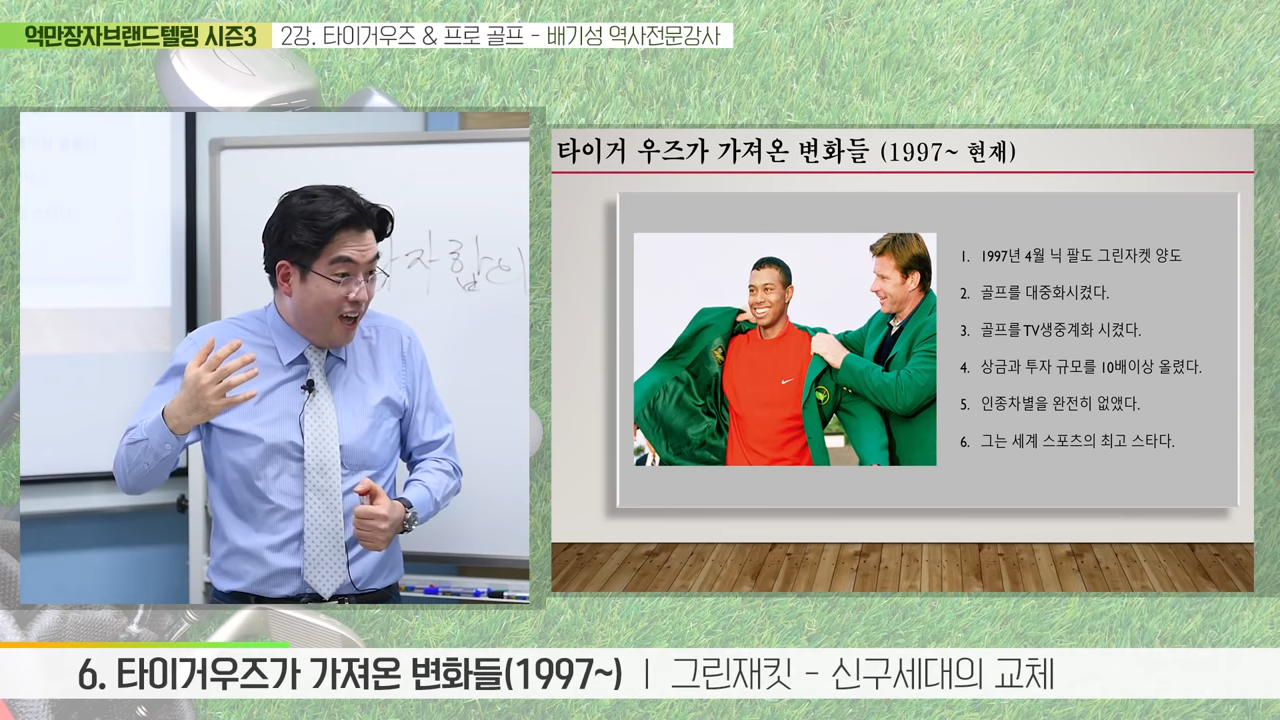 억만장자브랜드텔링 시즌3 2강. 타이거우즈 & 프로 골프 - 배기성 역사전문강사
자합
타이거 우즈가 가져온 변화들 (1997~ 현재)
1. 1997년 4월 닉 팔도 그린자켓 양도
2. 골프를 대중화시켰다.
3. 골프를 TV생중계화 시켰다.
4. 상금과 투자 규모를 10배이상 올렸다.
5. 인종차별을 완전히 없앴다.
6. 그는 세계 스포츠의 최고 스타다.
6. 타이거우즈가 가져온 변화들(1997~) | 그린재킷 - 신구세대의 교체